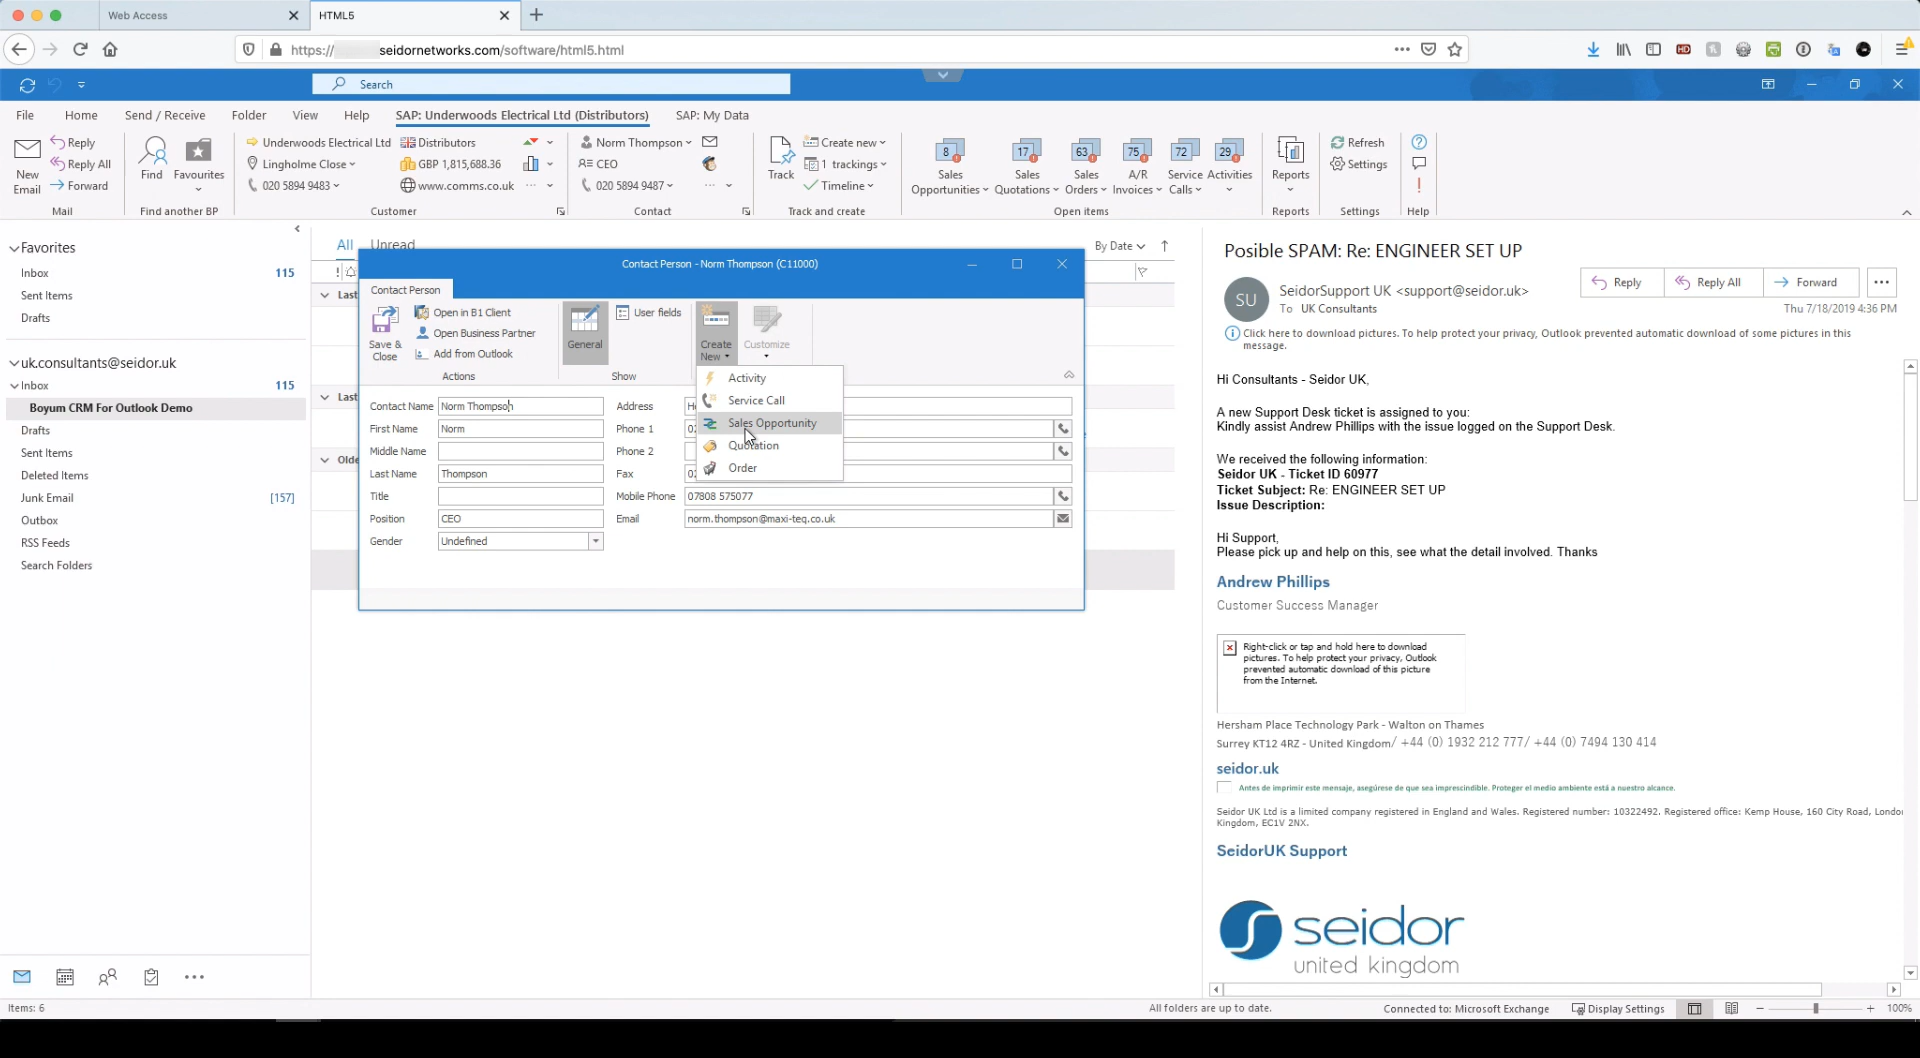 Web Access
HTML5
https://
seidornetworks.com/software/html5.html
Search
File Home Send / Receive Folder View Help SAP: Underwoods Electrical Ltd (Distributors) SAP: My Data
New Email
Reply
Reply All
Forward
Mail
Find
Favourites
Find another BP
Underwoods Electrical Ltd
Lingholme Close
020 5894 9483
Distributors
GBP 1,815,688.36
www.comms.co.uk
Customer
Norm Thompson
CEO
020 5894 9487
Contact
Track
Create new
1 trackings
Timeline
Track and create
8
Sales Opportunities
17
Sales Quotations
63
Sales Orders
75
A/R Invoices
72
Service Calls
29
Activities
Open items
Reports
Reports
Refresh
Settings
Settings
Help
Favorites
Inbox 115
Sent Items
Drafts
uk.consultants@seidor.uk
Inbox 115
Boyum CRM For Outlook Demo
Drafts
Sent Items
Deleted Items
Junk Email [157]
Outbox
RSS Feeds
Search Folders
All Unread
By Date
Last
Last
Olde
Contact Person - Norm Thompson (C11000)
Contact Person
Save & Close
Open in B1 Client
Open Business Partner
Add from Outlook
Actions
General
User fields
Show
Create New
Customize
Activity
Service Call
Sales Opportunity
Quotation
Order
Contact Name Norm Thompson
First Name Norm
Middle Name
Last Name Thompson
Title
Position CEO
Gender Undefined
Address
Phone 1
Phone 2
Fax
Mobile Phone 07808 575077
Email norm.thompson@maxi-teq.co.uk
Posible SPAM: Re: ENGINEER SET UP
SU
SeidorSupport UK <support@seidor.uk>
To UK Consultants
Reply
Reply All
Forward
Thu 7/18/2019 4:36 PM
Click here to download pictures. To help protect your privacy, Outlook prevented automatic download of some pictures in this
message.
Hi Consultants - Seidor UK,
A new Support Desk ticket is assigned to you:
Kindly assist Andrew Phillips with the issue logged on the Support Desk.
We received the following information:
Seidor UK - Ticket ID 60977
Ticket Subject: Re: ENGINEER SET UP
Issue Description:
Hi Support,
Please pick up and help on this, see what the detail involved. Thanks
Andrew Phillips
Customer Success Manager
Right-click or tap and hold here to download
pictures. To help protect your privacy, Outlook
prevented automatic download of this picture
from the Internet.
Hersham Place Technology Park - Walton on Thames
Surrey KT12 4RZ - United Kingdom/ +44 (0) 1932 212 777/ +44 (0) 7494 130 414
seidor.uk
Antes de imprimir este mensaje, asegúrese de que sea imprescindible. Proteger el medio ambiente está a nuestro alcance.
Seidor UK Ltd is a limited company registered in England and Wales. Registered number: 10322492. Registered office: Kemp House, 160 City Road,
Kingdom, EC1V 2NX.
SeidorUK Support
seidor
united kingdom
Items: 6
All folders are up to date.
Connected to: Microsoft Exchange
Display Settings
100%